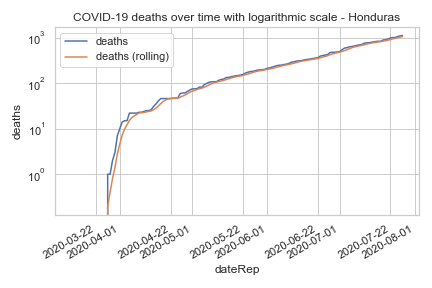 COVID-19 deaths over time with logarithmic scale - Honduras
deaths
deaths (rolling)
10³
10²
10¹
10⁰
deaths
2020-03-22
2020-04-01
2020-04-22
2020-05-01
2020-05-22
2020-06-01
2020-06-22
2020-07-01
2020-07-22
2020-08-01
dateRep